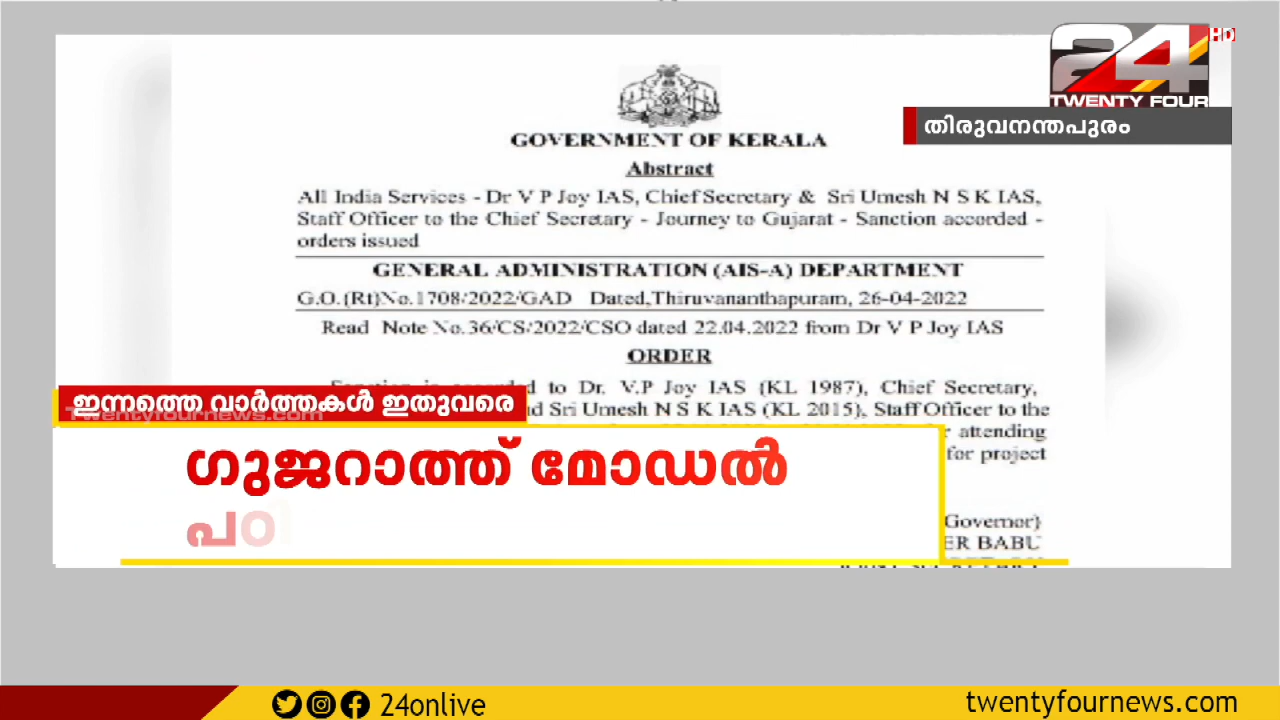 24 HD
TWENTY FOUR
തിരുവനന്തപുരം
GOVERNMENT OF KERALA
Abstract
All India Services - Dr V P Joy IAS, Chief Secretary & Sri Umesh N S K IAS,
Staff Officer to the Chief Secretary - Journey to Gujarat - Sanction accorded -
orders issued
GENERAL ADMINISTRATION (AIS-A) DEPARTMENT
G.O.(Rt)No.1708/2022/GAD Dated,Thiruvananthapuram, 26-04-2022
Read Note No.36/CS/2022/CSO dated 22.04.2022 from Dr V P Joy IAS
ORDER
to Dr. V.P Joy IAS (KL 1987), Chief Secretary,
Sri Umesh N S K IAS (KL 2015), Staff Officer to the
attending
for project
Governor)
ER BABU
ഇന്നത്തെ വാർത്തകൾ ഇതുവരെ
Twentyfournews.com
ഗുജറാത്ത് മോഡൽ
24onlive
twentyfournews.com